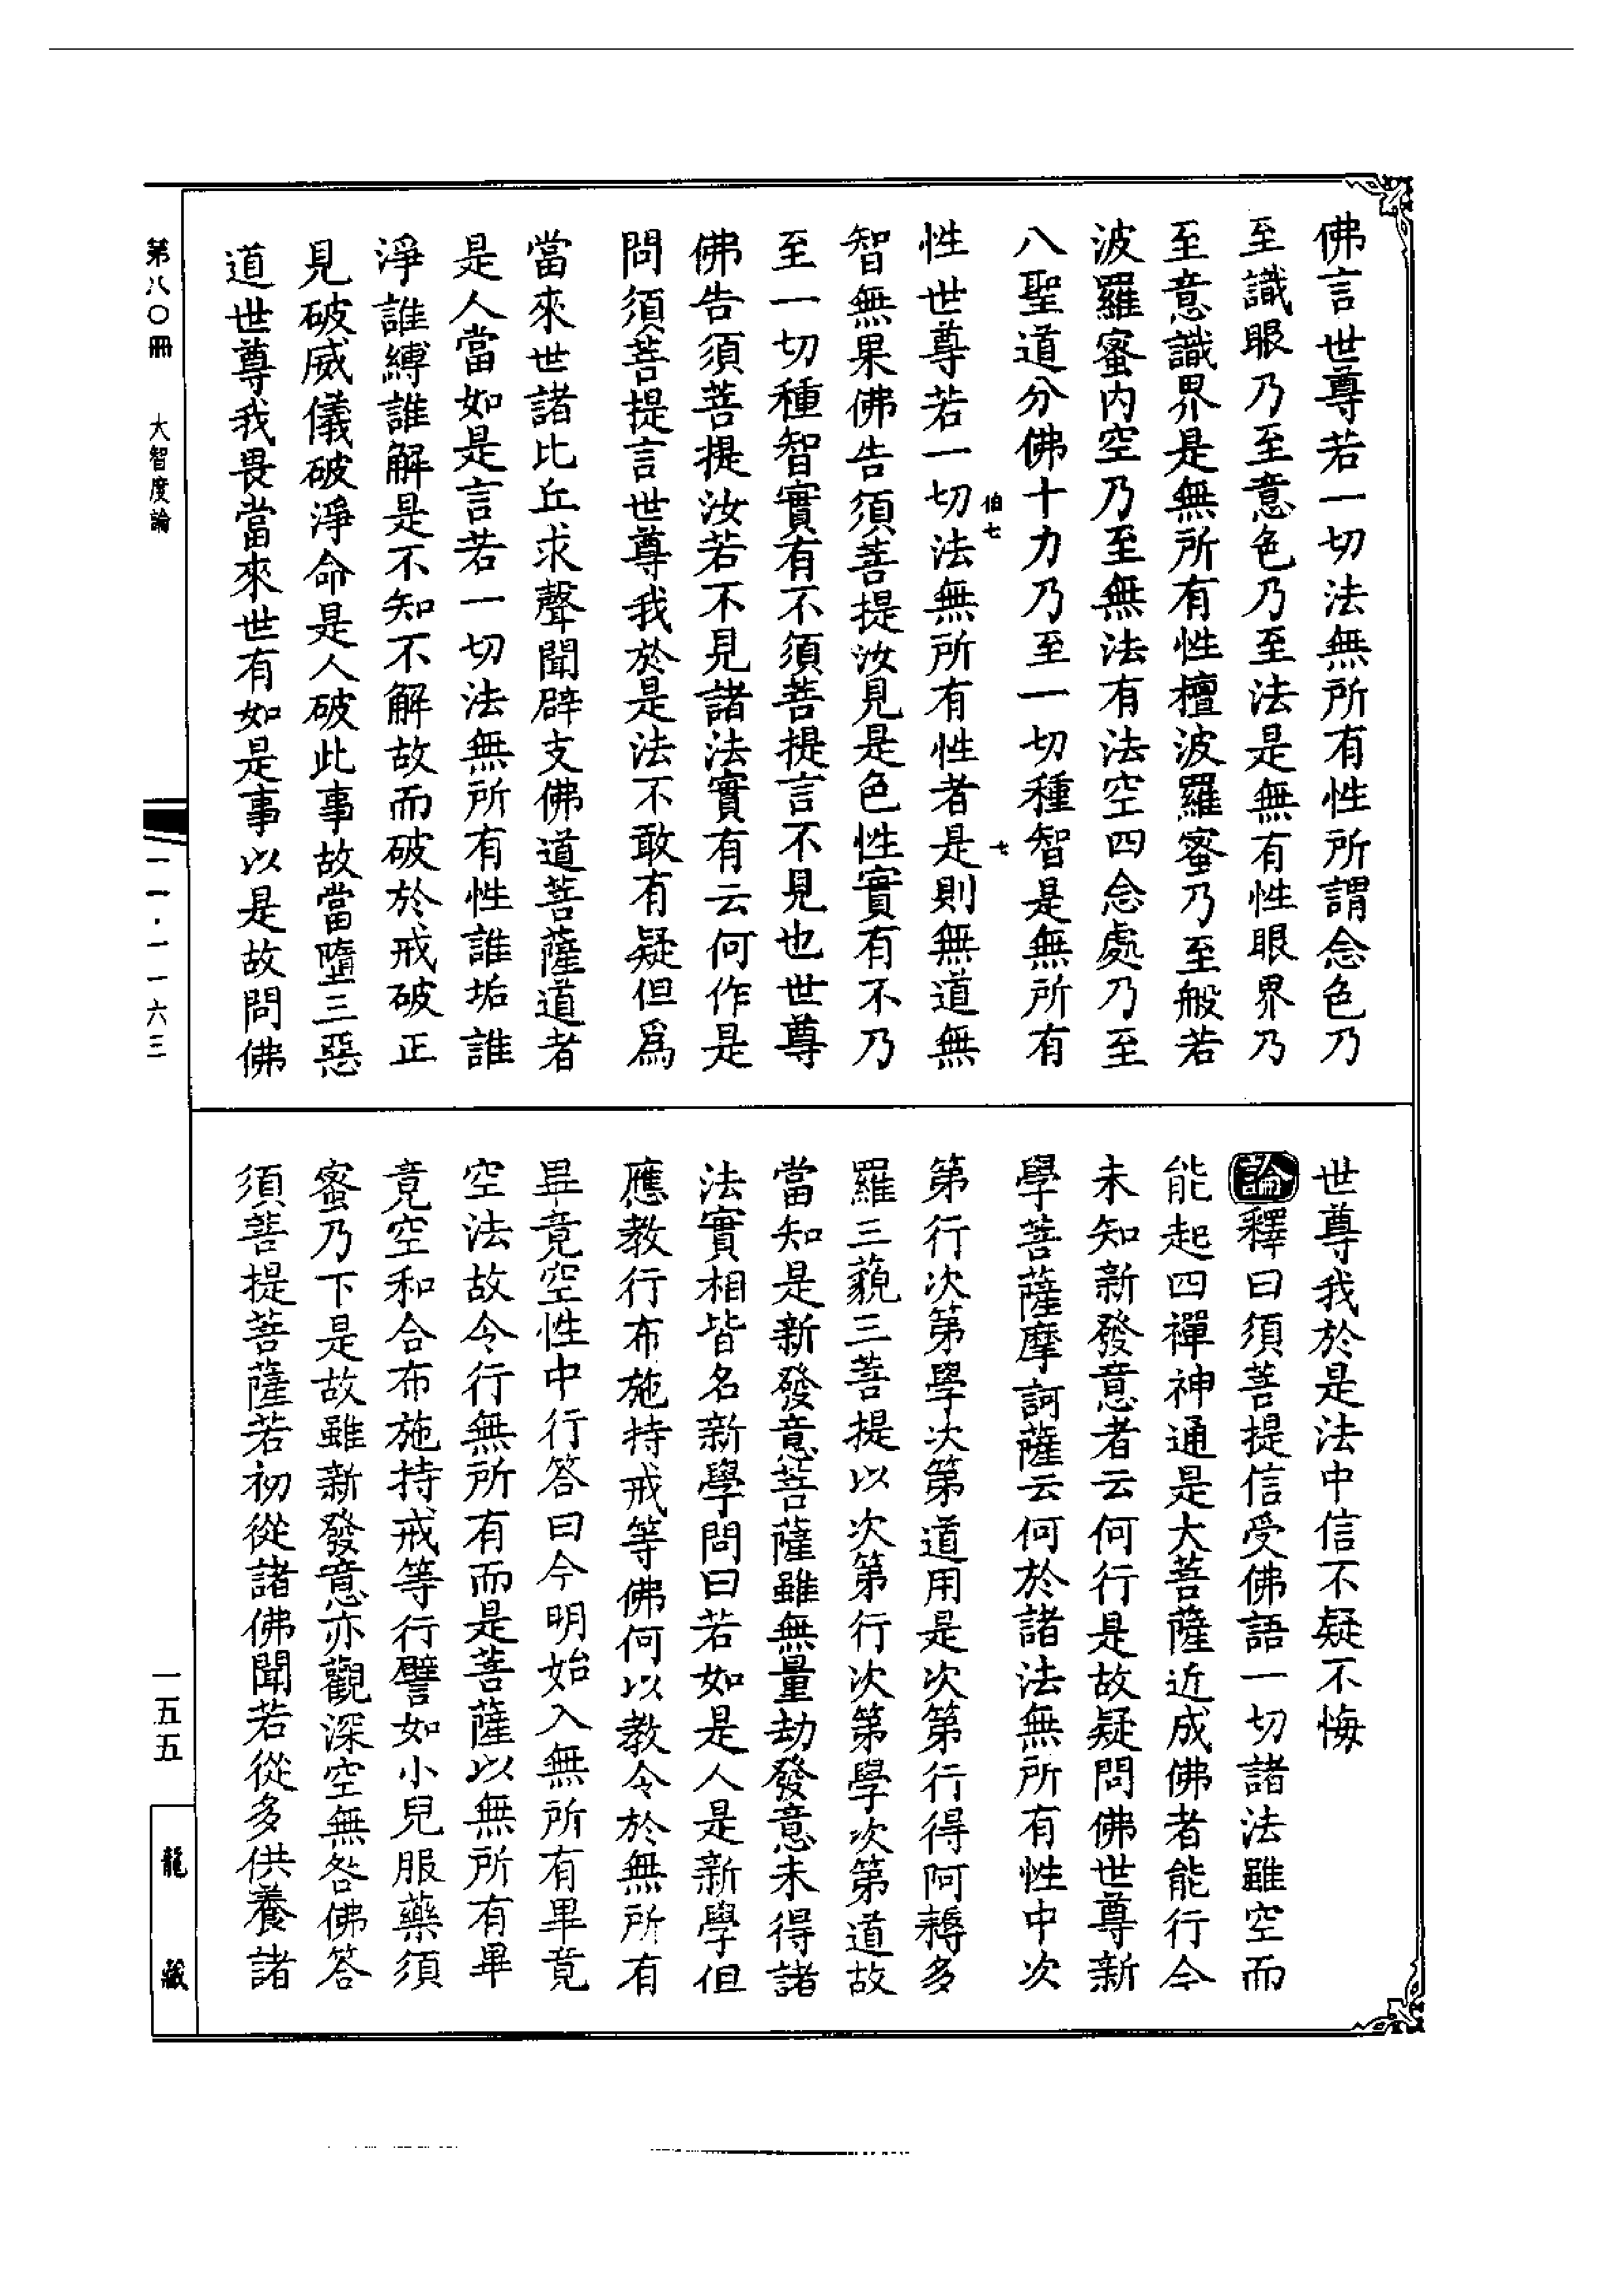 佛言世尊若一切法無所有性所謂念色乃
至識眼乃至意色乃至法是無有性眼界乃
至意識界是無所有性檀波羅蜜乃至般若
波羅蜜内空乃至無法有法空四念處乃至
八聖道分佛十力乃至一切種智是無所有
伯七
七
性世尊若一切法無所有性者是則無道無
智無果佛告須菩提汝見是色性實有不乃
至一切種智實有不須菩提言不見也世尊
佛告須菩提汝若不見諸法實有云何作是
問須菩提言世尊我於是法不敢有疑但爲
當來世諸比丘求聲聞辟支佛道菩薩道者
是人當如是言若一切法無所有性誰垢誰
淨誰縛誰解是不知不解故而破於戒破正
見破威儀破淨命是人破此事故當墮三惡
道世尊我畏當來世有如是事以是故問佛
世尊我於是法中信不疑不悔
論釋曰須菩提信受佛語一切諸法雖空而
能起四禪神通是大菩薩近成佛者能行今
未知新發意者云何行是故疑問佛世尊新
學菩薩摩訶薩云何於諸法無所有性中次
第行次第學次第道用是次第行得阿耨多
羅三藐三菩提以次第行次第學次第道故
當知是新發意菩薩雖無量劫發意未得諸
法實相皆名新學問曰若如是人是新學但
應教行布施持戒等佛何以教令於無所有
畢竟空性中行答曰今明始入無所有畢竟
空法故令行無所有而是菩薩以無所有畢
竟空和合布施持戒等行譬如小兒服藥須
蜜乃下是故雖新發意亦觀深空無咎佛答
須菩提菩薩若初從諸佛聞若從多供養諸
第八〇冊
大智度論
一一·一一六三
一五五
龍藏